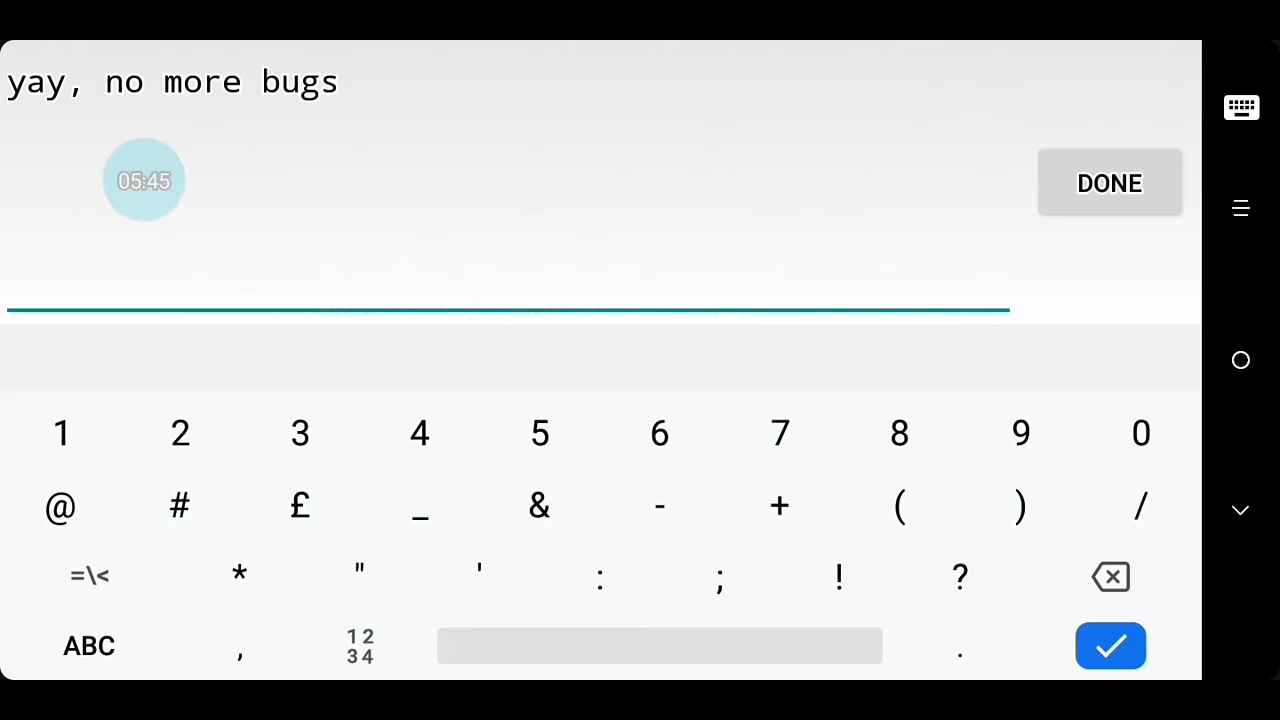 yay, no more bugs
05:45
DONE
1 2 3 4 5 6 7 8 9 0
@ # £ _ & - + ( ) /
=\< * " ' : ; ! ?
ABC , 12 34 .